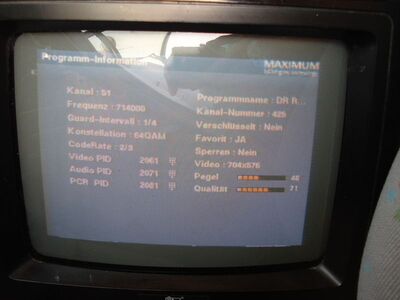 Programm-Information
MAXIMUM
Kanal : 51
Frequenz : 714000
Guard-Intervall : 1/4
Konstellation : 64QAM
CodeRate : 2/3
Video PID 2961
Audio PID 2071
PCR PID 2081
Programmname : DR R...
Kanal-Nummer : 425
Verschlüsselt : Nein
Favorit : JA
Sperren : Nein
Video : 704x576
Pegel 48
Qualität 71